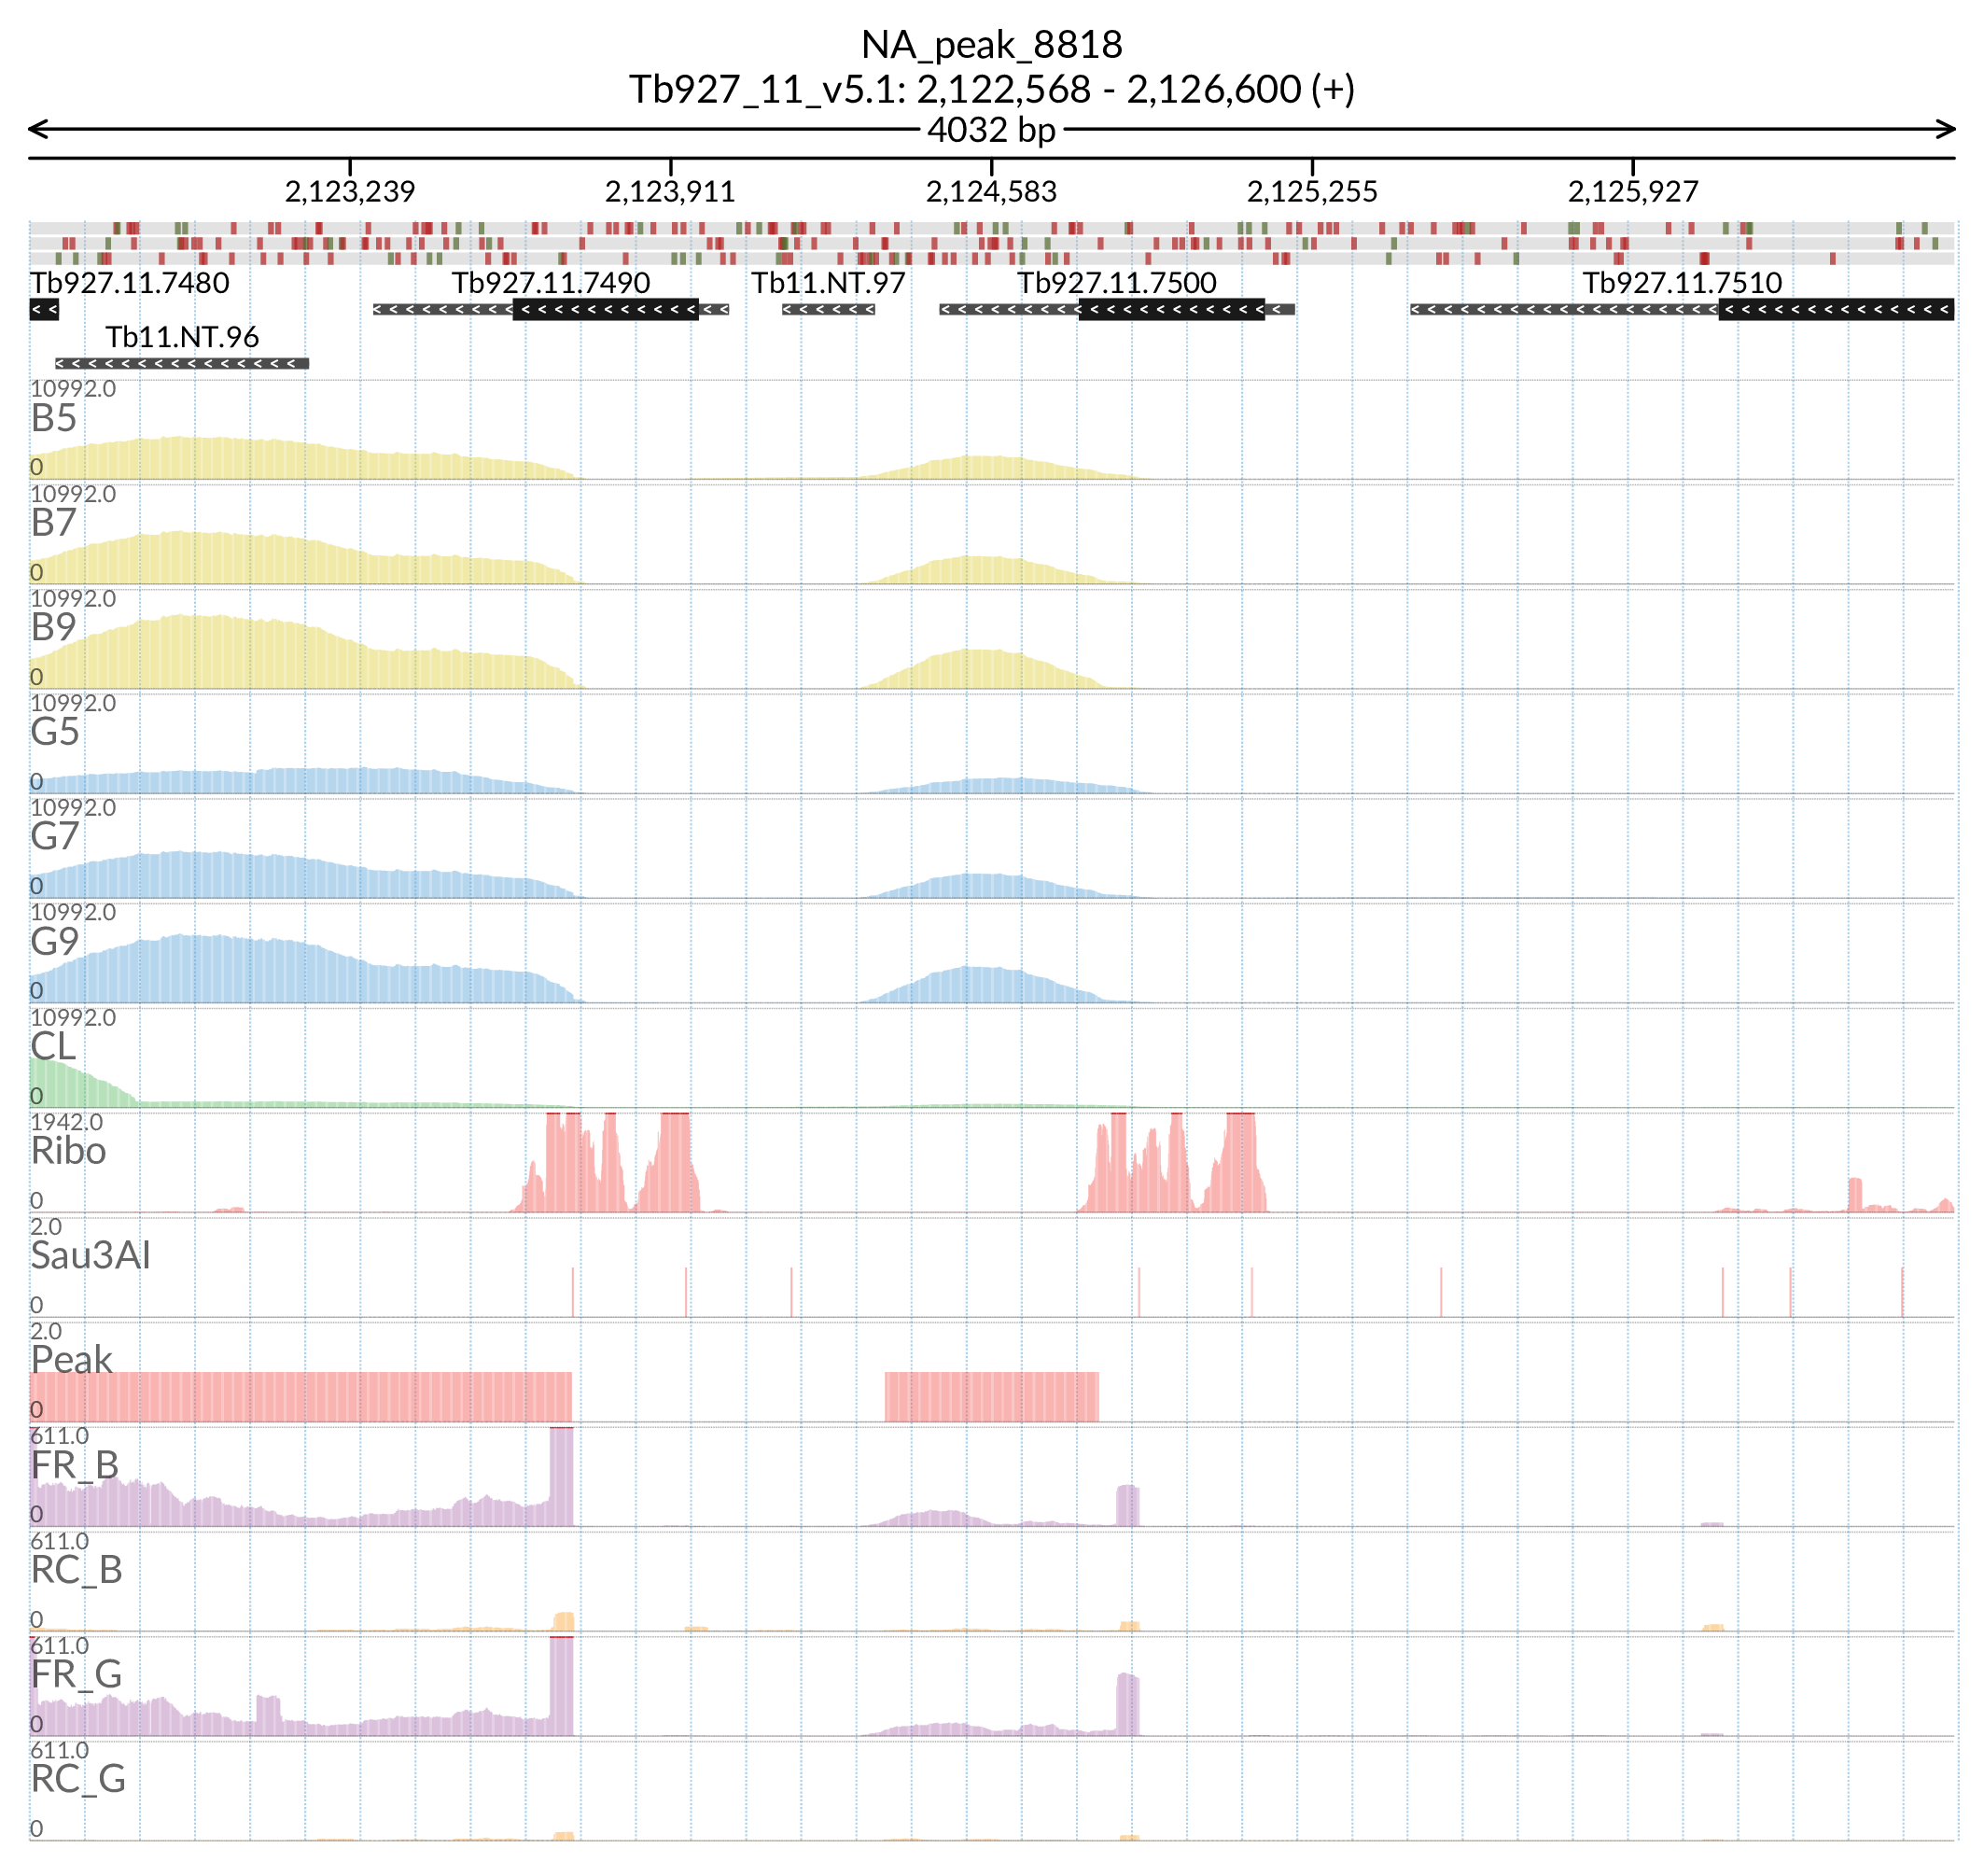 NA_peak_8818
Tb927_11_v5.1: 2,122,568 - 2,126,600 (+)
4032 bp
2,123,239 2,123,911 2,124,583 2,125,255 2,125,927
Tb927.11.7480 Tb927.11.7490 Tb11.NT.97 Tb927.11.7500 Tb927.11.7510
Tb11.NT.96
10992.0
B5
0
10992.0
B7
0
10992.0
B9
0
10992.0
G5
0
10992.0
G7
0
10992.0
G9
0
10992.0
CL
0
1942.0
Ribo
0
2.0
Sau3AI
0
2.0
Peak
0
611.0
FR_B
0
611.0
RC_B
0
611.0
FR_G
0
611.0
RC_G
0